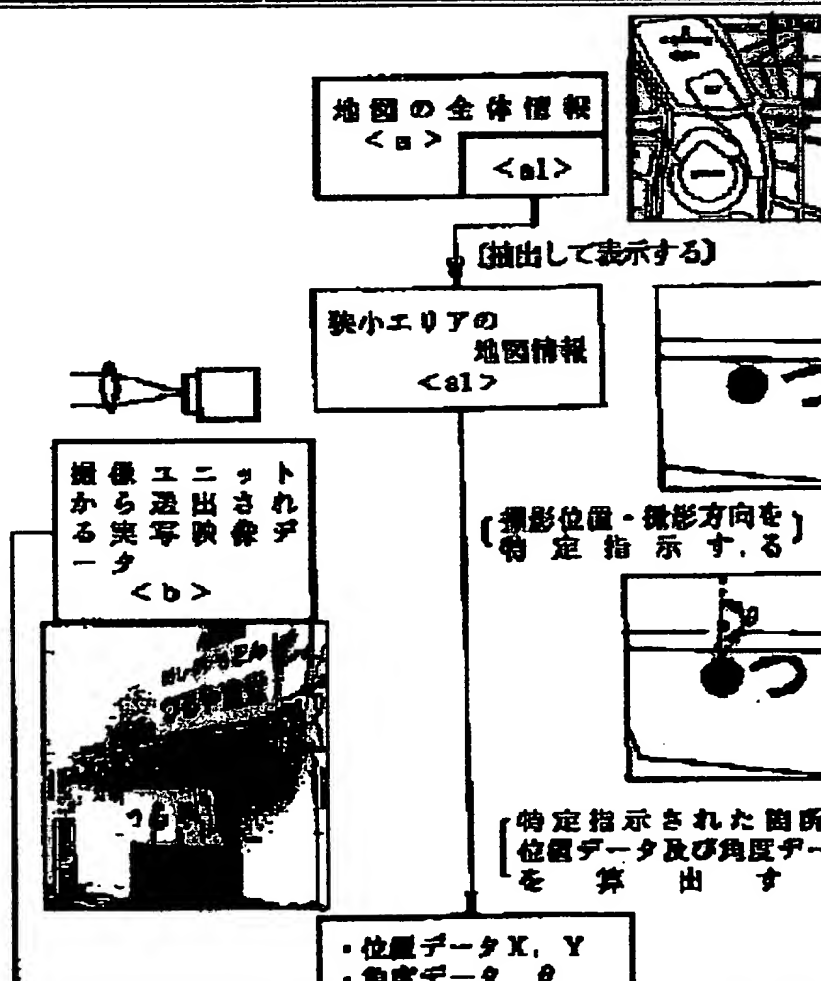 地図の全体情報
<a>
<a1>
〔抽出して表示する〕
狭小エリアの
地図情報
<a1>
撮像ユニット
から送出され
る実写映像デ
ータ
<b>
〔撮影位置・撮影方向を
特定指示する〕
θ
特定指示された箇所
位置データ及び角度デー
を算出す
・位置データX, Y
・角度データ θ